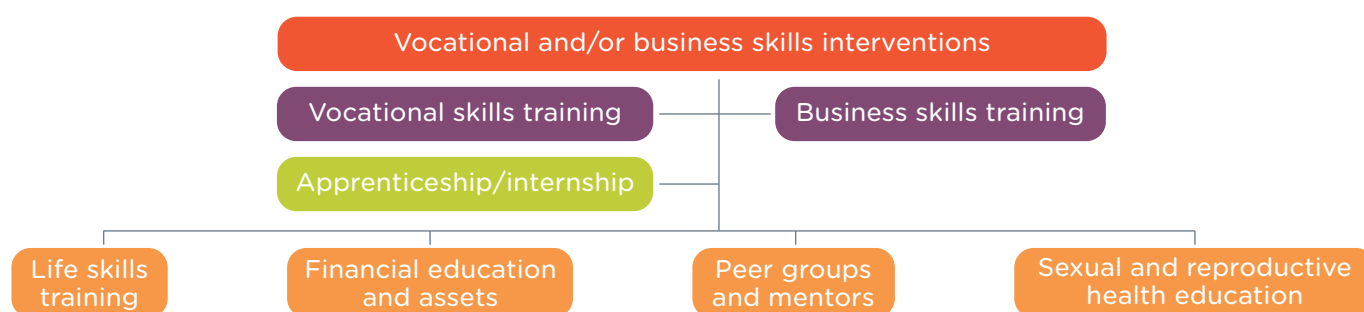 Vocational and/or business skills interventions
Vocational skills training
Business skills training
Apprenticeship/internship
Life skills
training
Financial education
and assets
Peer groups
and mentors
Sexual and reproductive
health education